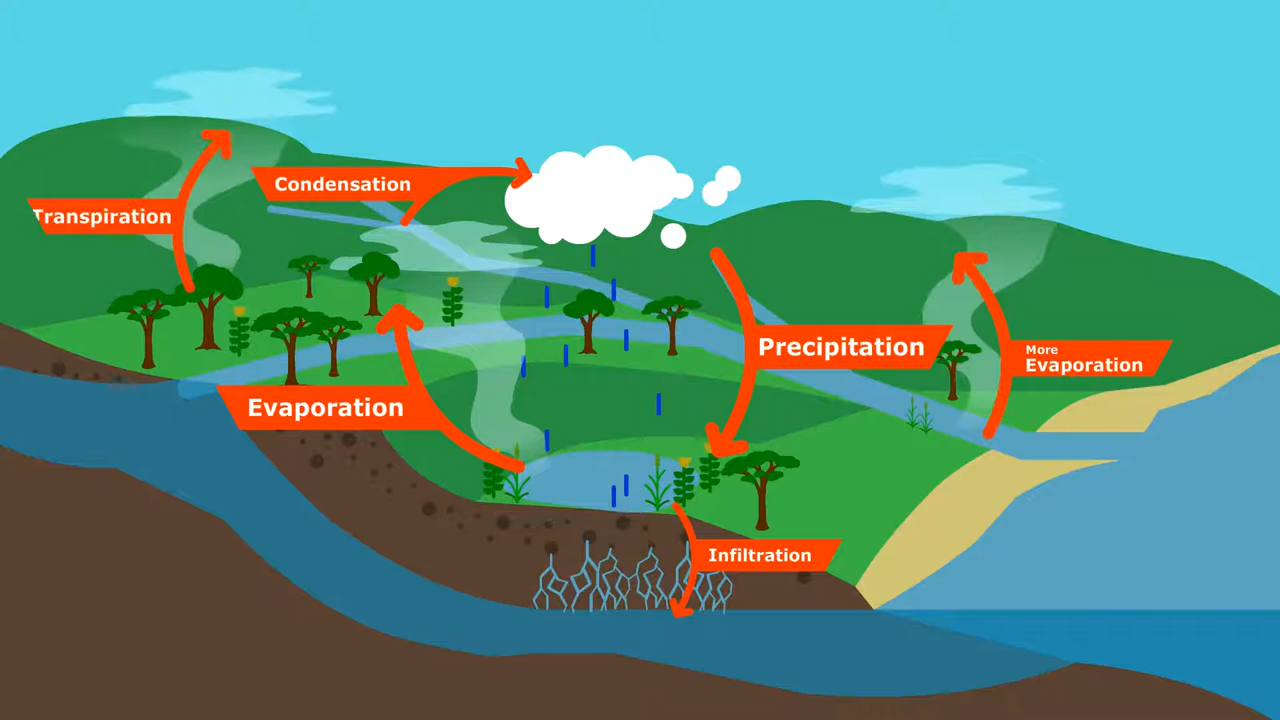 Condensation
Transpiration
Precipitation
More
Evaporation
Evaporation
Infiltration